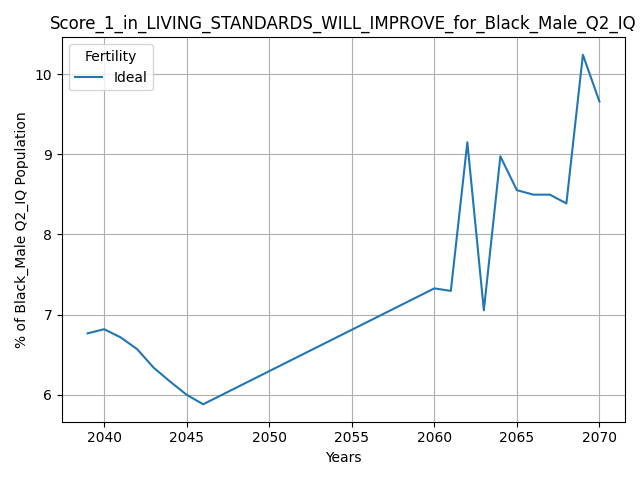 Score_1_in_LIVING_STANDARDS_WILL_IMPROVE_for_Black_Male_Q2_IQ
Fertility
Ideal
% of Black_Male Q2_IQ Population
10
9
8
7
6
2040 2045 2050 2055 2060 2065 2070
Years